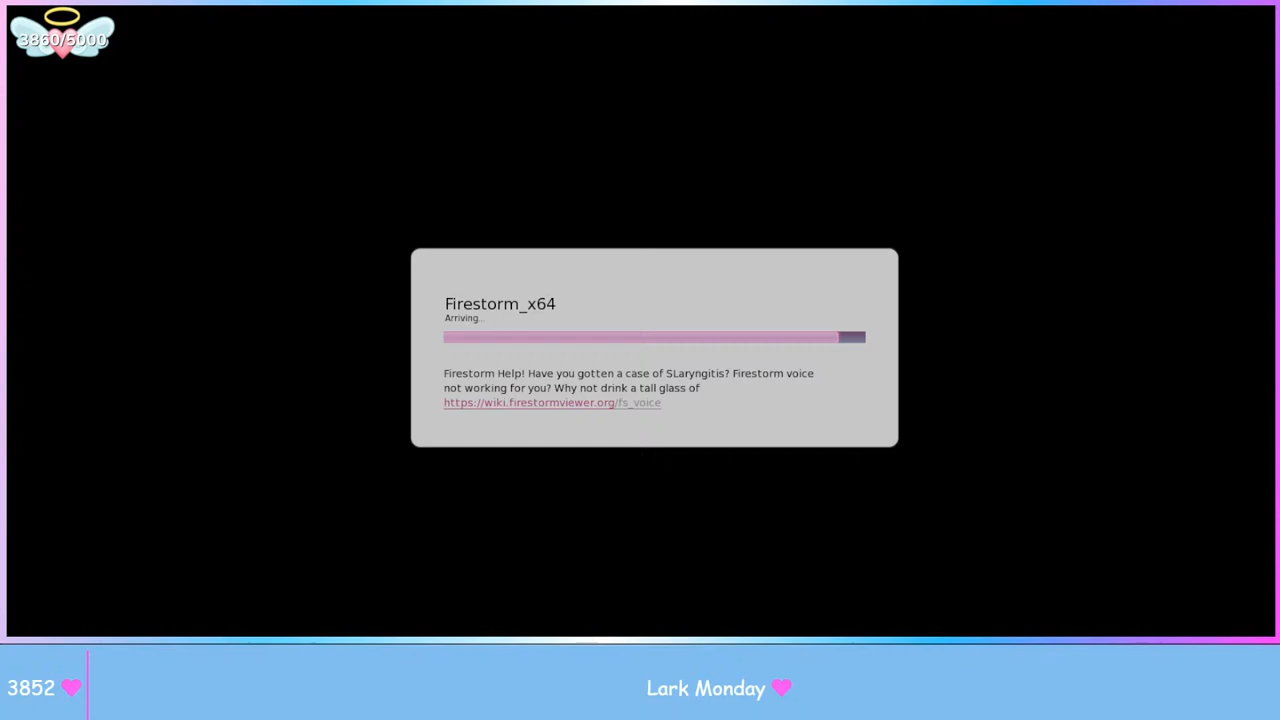 3860/5000
Firestorm_x64
Arriving...
Firestorm Help! Have you gotten a case of SLaryngitis? Firestorm voice
not working for you? Why not drink a tall glass of
https://wiki.firestormviewer.org/fs_voice
3852
Lark Monday